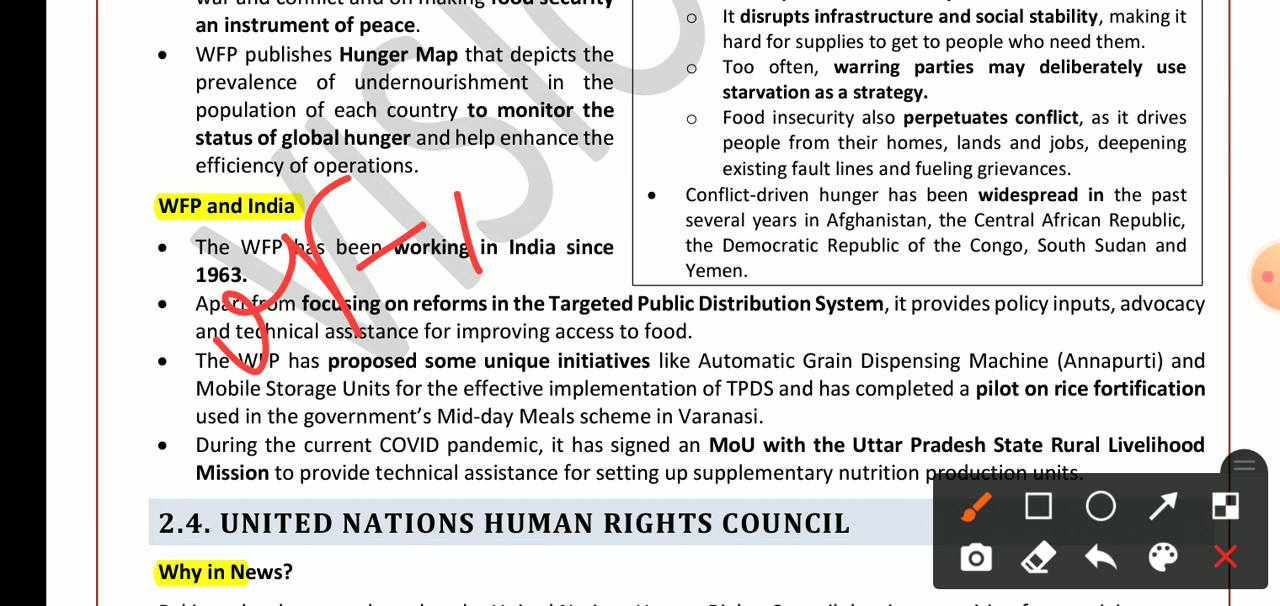 war and conflict and on making food security
an instrument of peace.
• WFP publishes Hunger Map that depicts the
prevalence of undernourishment in the
population of each country to monitor the
status of global hunger and help enhance the
efficiency of operations.
WFP and India
• The WFP has been working in India since
1963.
o It disrupts infrastructure and social stability, making it
hard for supplies to get to people who need them.
o Too often, warring parties may deliberately use
starvation as a strategy.
o Food insecurity also perpetuates conflict, as it drives
people from their homes, lands and jobs, deepening
existing fault lines and fueling grievances.
• Conflict-driven hunger has been widespread in the past
several years in Afghanistan, the Central African Republic,
the Democratic Republic of the Congo, South Sudan and
Yemen.
• Apart from focusing on reforms in the Targeted Public Distribution System, it provides policy inputs, advocacy
and technical assistance for improving access to food.
• The WFP has proposed some unique initiatives like Automatic Grain Dispensing Machine (Annapurti) and
Mobile Storage Units for the effective implementation of TPDS and has completed a pilot on rice fortification
used in the government's Mid-day Meals scheme in Varanasi.
• During the current COVID pandemic, it has signed an MoU with the Uttar Pradesh State Rural Livelihood
Mission to provide technical assistance for setting up supplementary nutrition production units.
2.4. UNITED NATIONS HUMAN RIGHTS COUNCIL
Why in News?